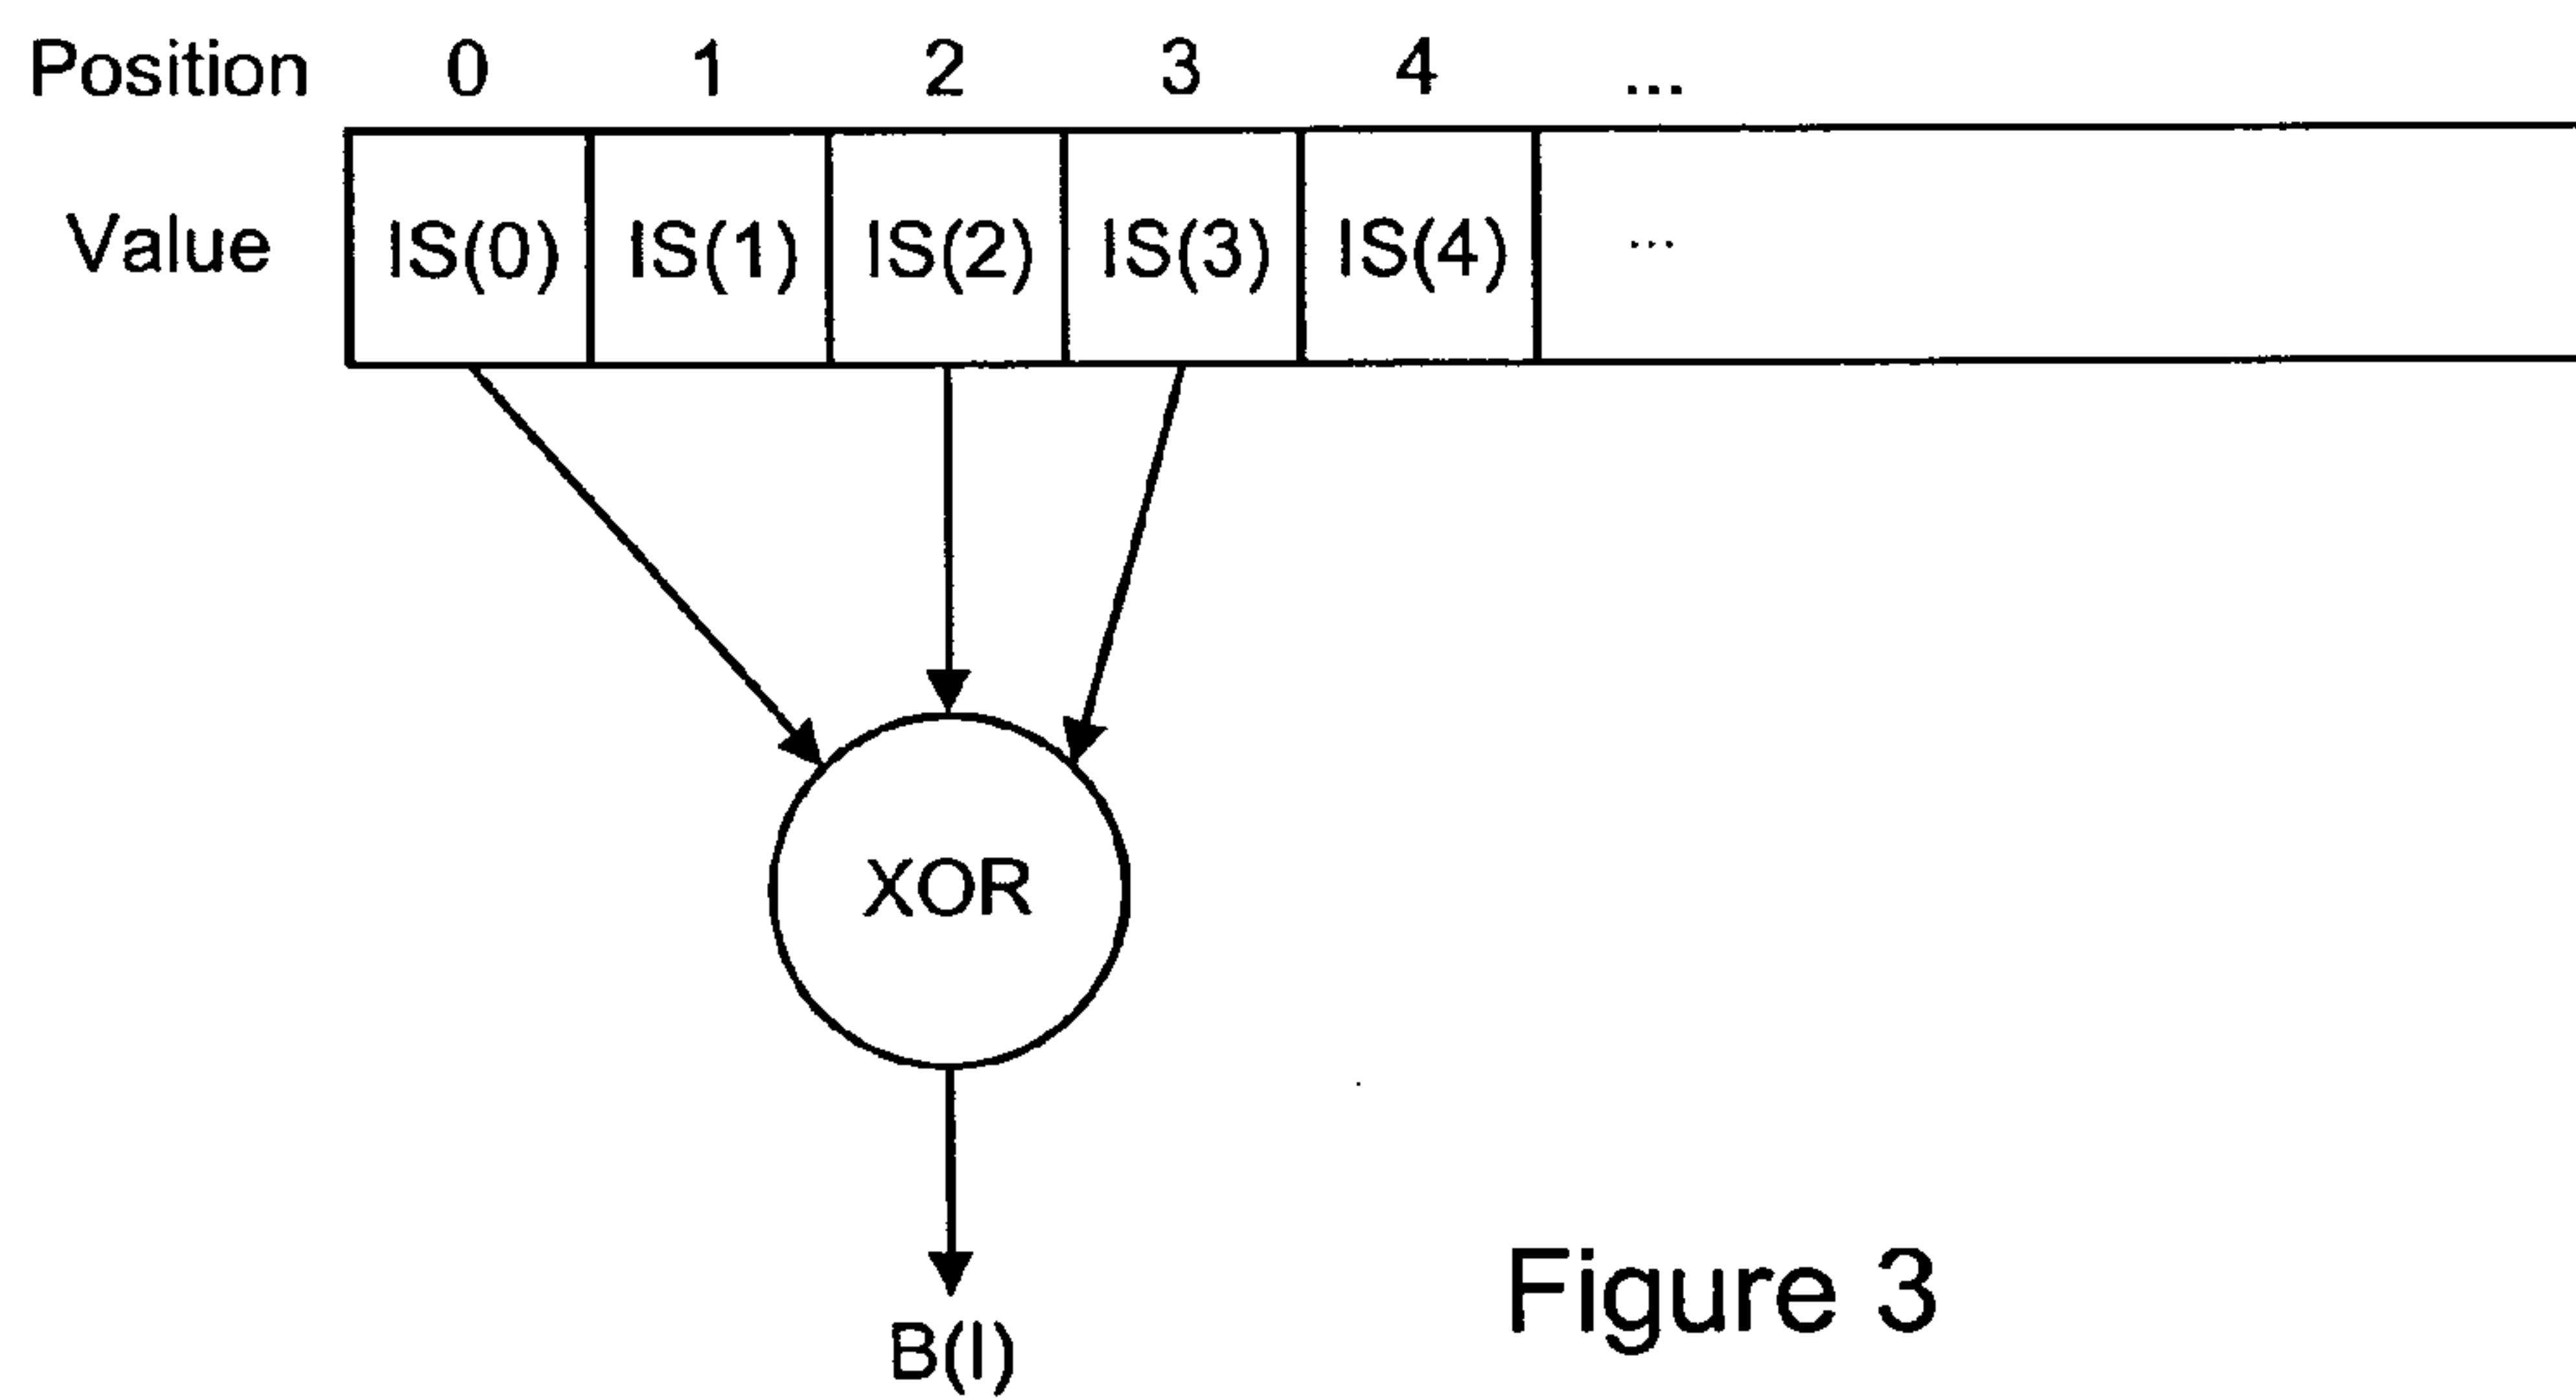 Position 0 1 2 3 4 ...
Value IS(0) IS(1) IS(2) IS(3) IS(4) ...
XOR
B(I)
Figure 3